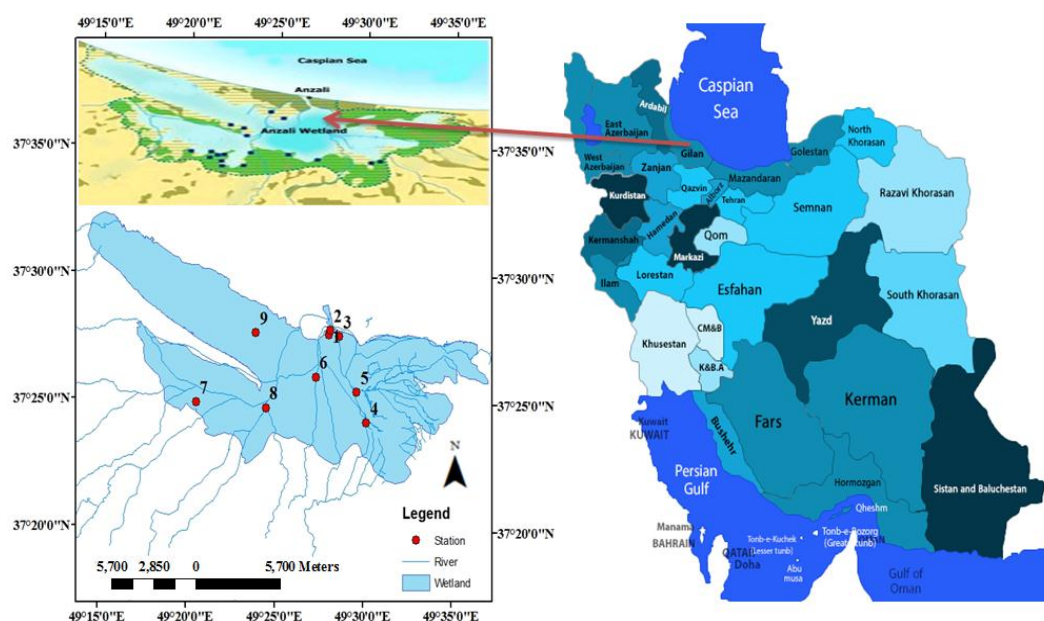 49°15'0"E 49°20'0"E 49°25'0"E 49°30'0"E 49°35'0"E
Caspian Sea
Anzali
Anzali Wetland
37°35'0"N
37°30'0"N
37°25'0"N
37°20'0"N
37°35'0"N
37°30'0"N
37°25'0"N
37°20'0"N
2
3
1
9
6
5
7
8
4
N
Legend
Station
River
Wetland
5,700 2,850 0 5,700 Meters
49°15'0"E 49°20'0"E 49°25'0"E 49°30'0"E 49°35'0"E
Caspian
Sea
Ardabil
East
Azerbaijan
West
Azerbaijan
Gilan
Zanjan
Golestan
North
Khorasan
Mazandaran
Kurdistan
Qazvin
Alborz
Tehran
Semnan
Razavi Khorasan
Hamedan
Kermanshah
Qom
Markazi
Ilam
Lorestan
Esfahan
South Khorasan
Yazd
Khusestan
CM&B
K&B.A
Kerman
Fars
Bushehr
Kuwait
KUWAIT
Persian
Gulf
Hormozgan
Sistan and Baluchestan
Qheshm
Manama
BAHRAIN
Tonb-e-Kuchek
(Lesser tunb)
Tonb-e-Bozorg
(Greater tunb)
QATAR
Doha
Abu
musa
Gulf of
Oman